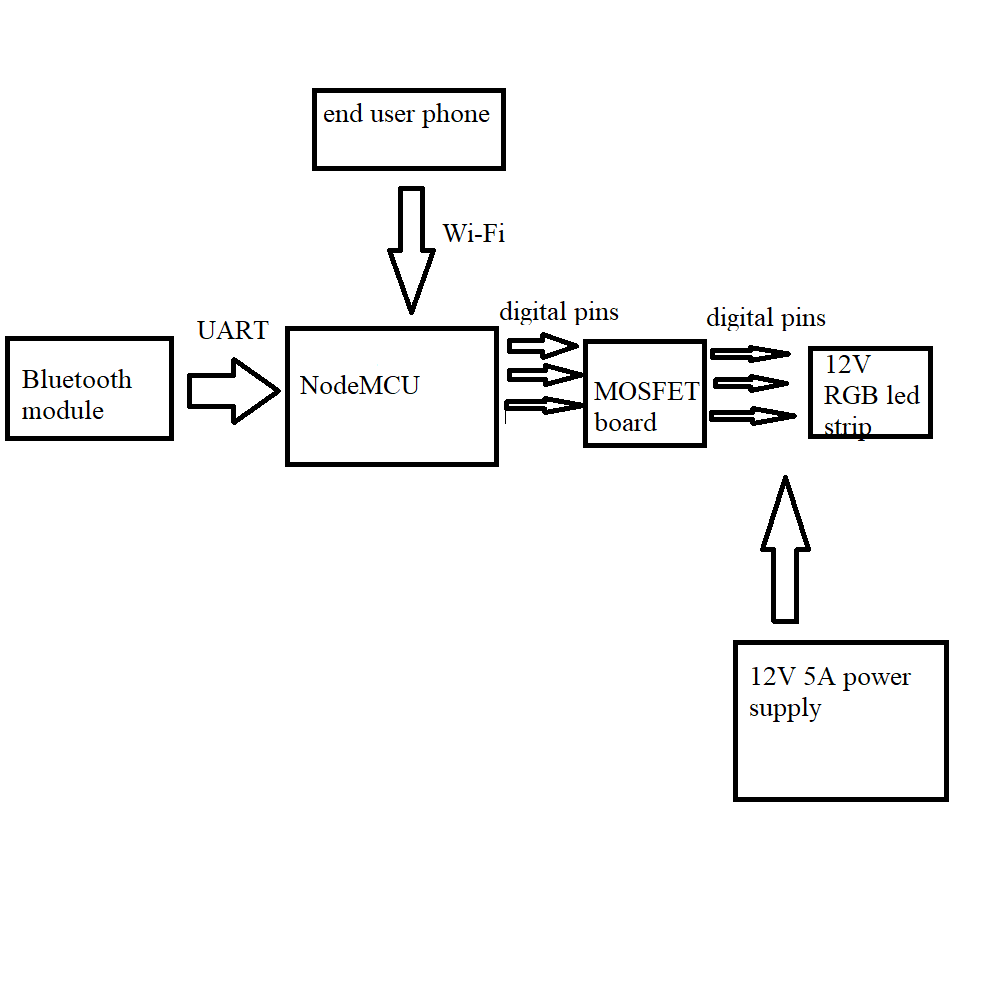 end user phone
Wi-Fi
digital pins
digital pins
UART
Bluetooth
module
NodeMCU
MOSFET
board
12V
RGB led
strip
12V 5A power
supply